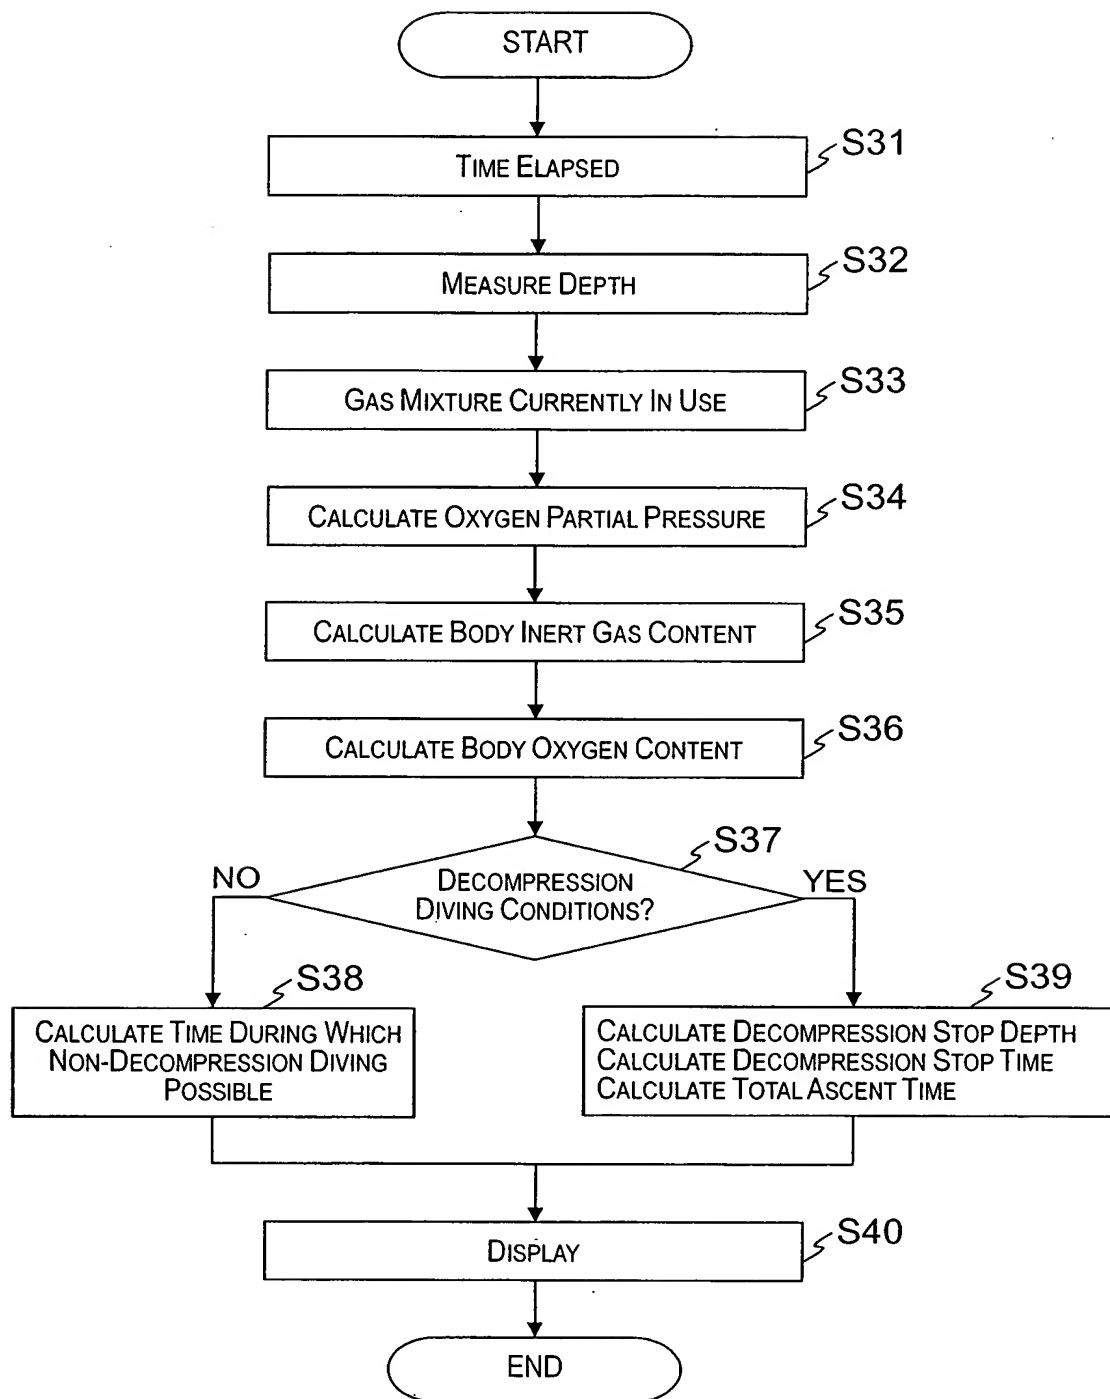 START
S31
TIME ELAPSED
S32
MEASURE DEPTH
S33
GAS MIXTURE CURRENTLY IN USE
S34
CALCULATE OXYGEN PARTIAL PRESSURE
S35
CALCULATE BODY INERT GAS CONTENT
S36
CALCULATE BODY OXYGEN CONTENT
S37
DECOMPRESSION
DIVING CONDITIONS?
NO
YES
S38
CALCULATE TIME DURING WHICH
NON-DECOMPRESSION DIVING
POSSIBLE
S39
CALCULATE DECOMPRESSION STOP DEPTH
CALCULATE DECOMPRESSION STOP TIME
CALCULATE TOTAL ASCENT TIME
S40
DISPLAY
END